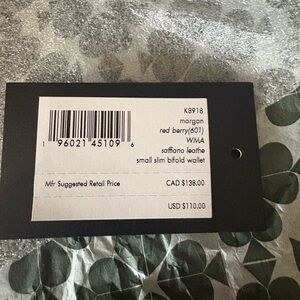 K8918
morgan
red berry(601)
WMA
saffiano leathe
small slim bifold wallet
1 96021 45109 6
Mfr Suggested Retail Price CAD $138.00
USD $110.00